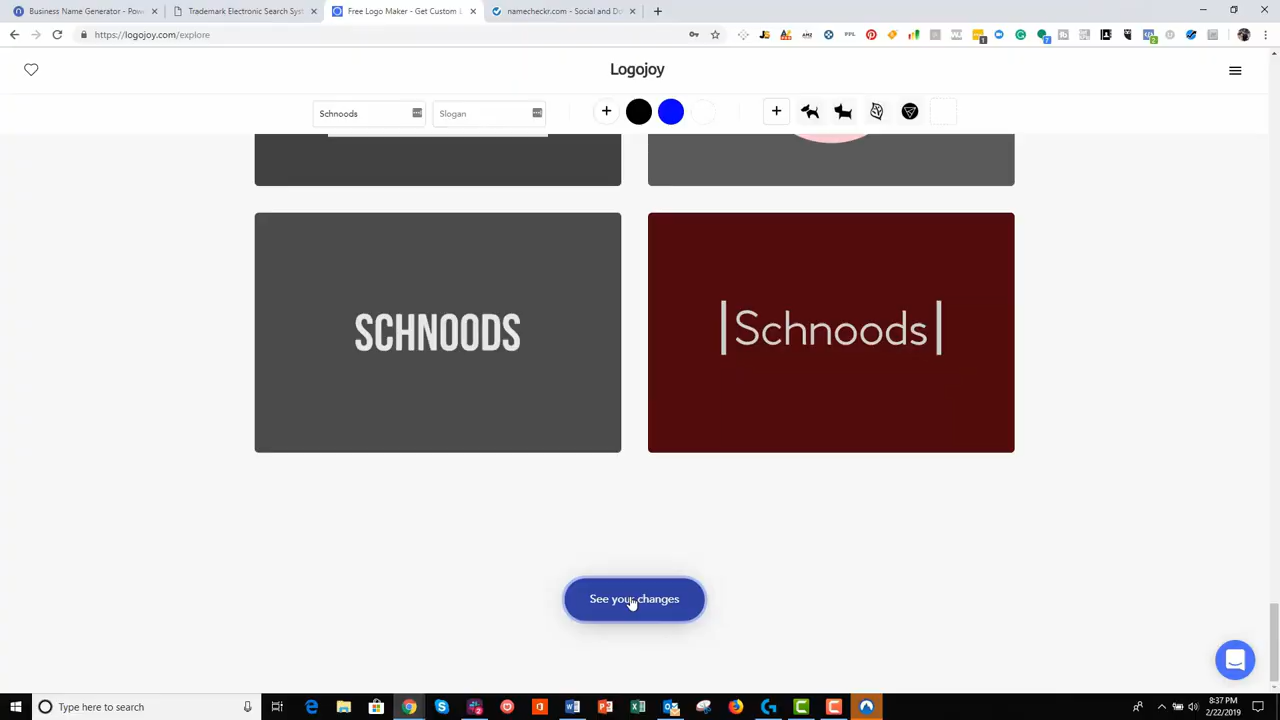 Business Name Generator - Pow
Trademark Electronic Search Sys
Free Logo Maker - Get Custom L
namecheckr.com - Social and Do
https://logojoy.com/explore
Logojoy
Schnoods
Slogan
SCHNOODS
|Schnoods|
See your changes
Type here to search
8:37 PM
2/22/2019